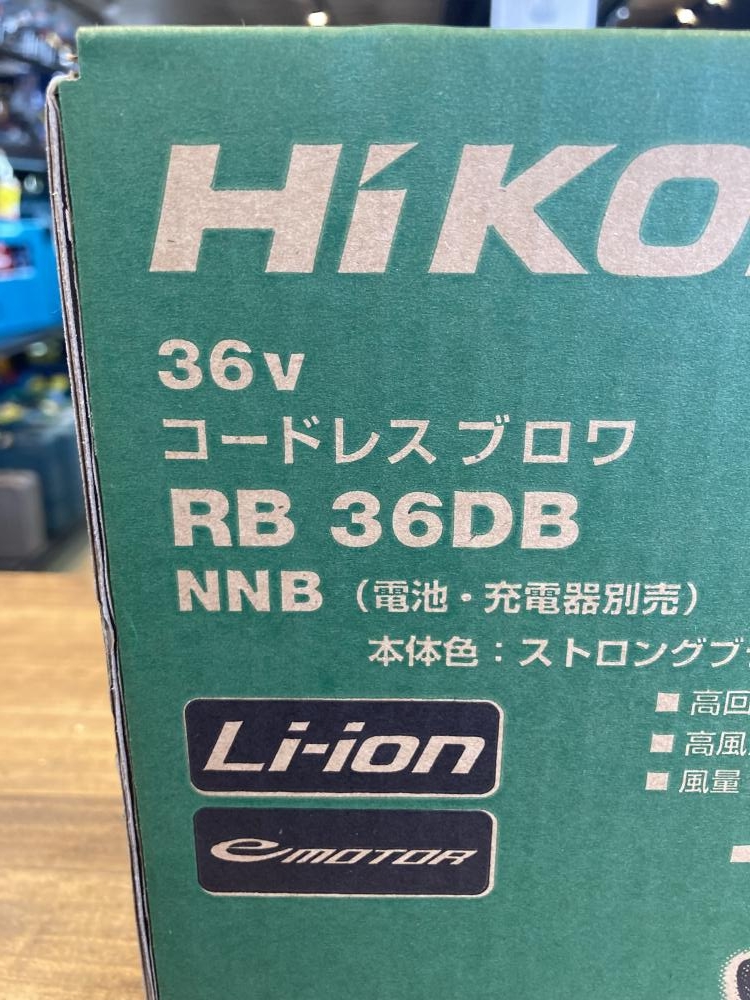 HiKO
36v
コードレスブロワ
RB 36DB
NNB（電池・充電器別売）
本体色：ストロングブ
■ 高回
■ 高風
■ 風量
Li-ion
eMOTOR